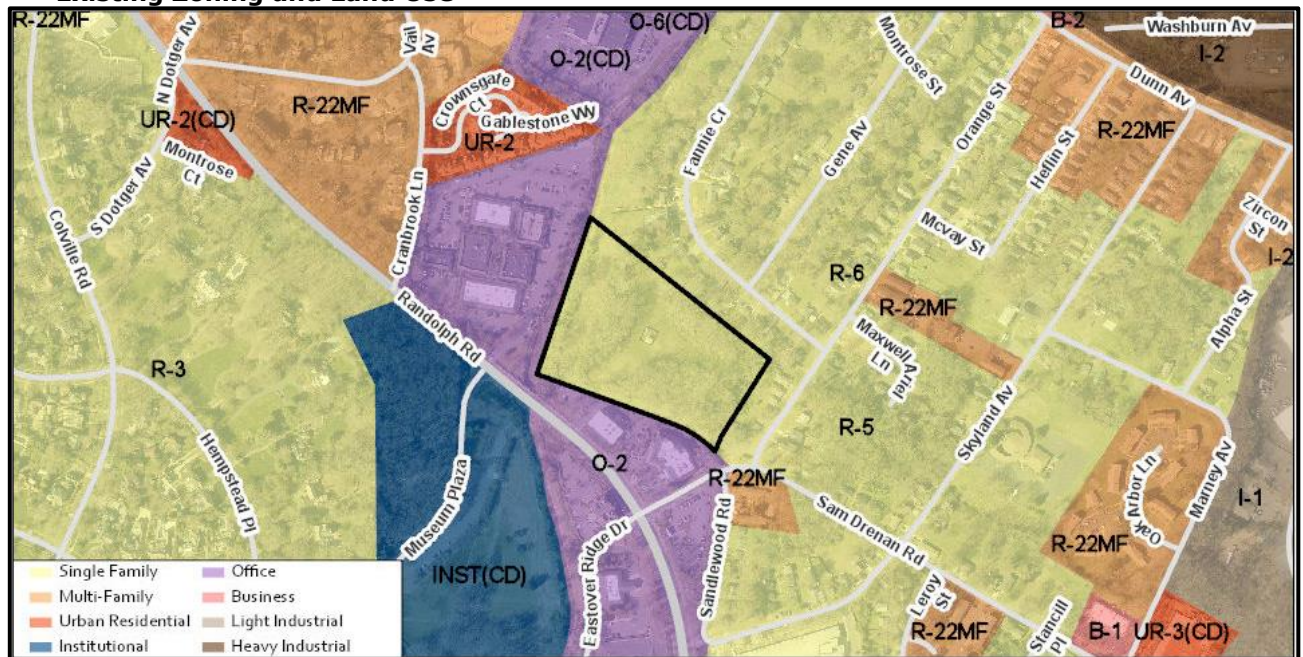 Existing Zoning and Land Use
R-22MF
N Dotger Av
Vail Av
O-6(CD)
O-2(CD)
B-2
Washburn Av
I-2
Montrose St
Dunn Av
Crownsgate Ct
Gablestone Wy
UR-2
R-22MF
UR-2(CD)
Montrose Ct
S Dotger Av
Colville Rd
Cranbrook Ln
Fannie Cr
Gene Av
Orange St
Heflin St
R-22MF
Mcvay St
Zircon St
I-2
Alpha St
R-6
R-22MF
Randolph Rd
Maxwell Ariel Ln
R-3
R-5
Skyland Av
Hempstead Pl
Museum Plaza
O-2
R-22MF
Sam Drenan Rd
Oak Arbor Ln
Marney Av
I-1
R-22MF
INST(CD)
Eastover Ridge Dr
Sandlewood Rd
Leroy St
R-22MF
Stancill Pl
B-1
UR-3(CD)
Single Family
Office
Multi-Family
Business
Urban Residential
Light Industrial
Institutional
Heavy Industrial